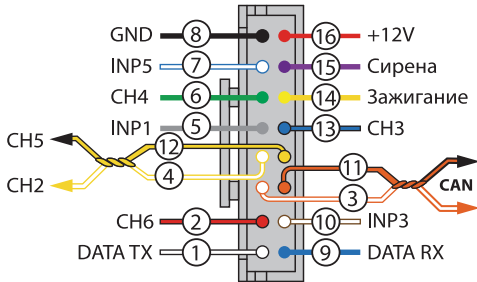 GND 8 16 +12V
INP5 7 15 Сирена
CH4 6 14 Зажигание
INP1 5 13 CH3
CH5 12
4 11
CH2 3 CAN
CH6 2 10 INP3
DATA TX 1 9 DATA RX